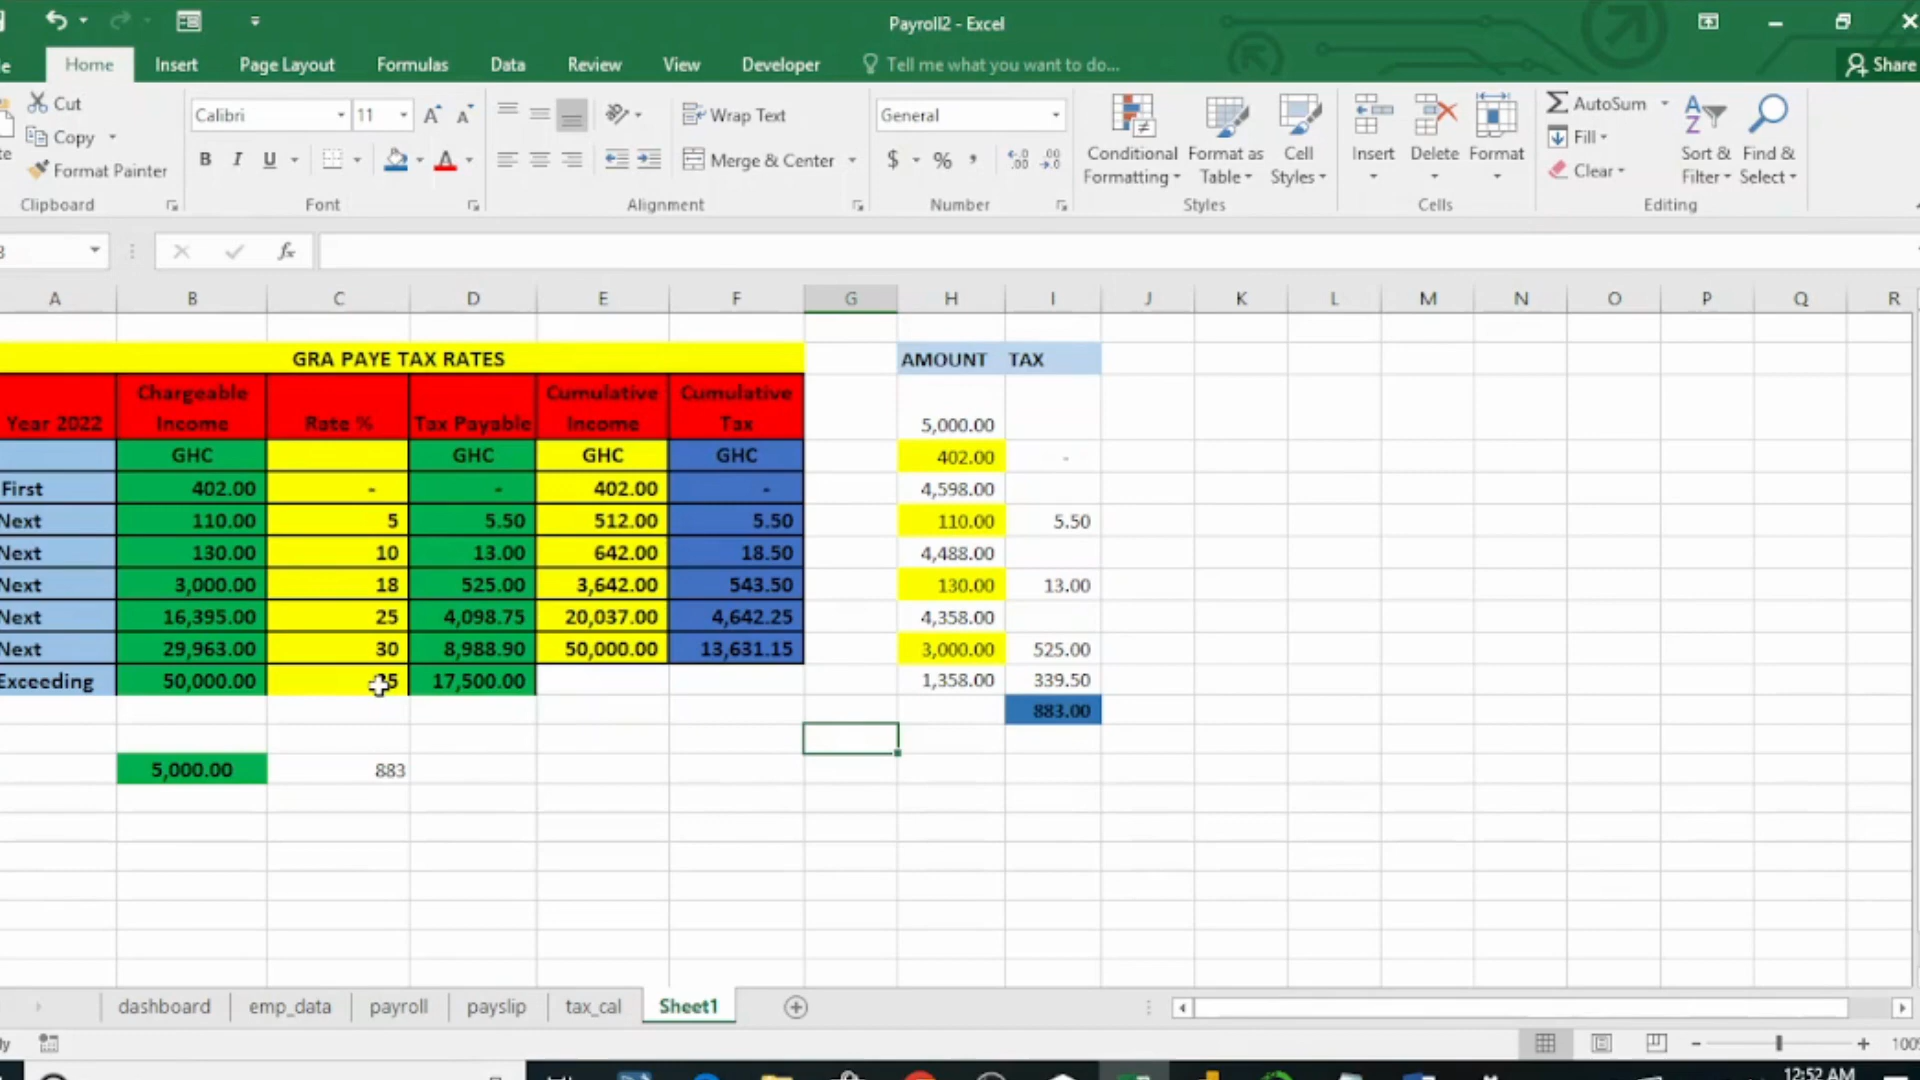 Payroll2 - Excel
Home Insert Page Layout Formulas Data Review View Developer Tell me what you want to do... Share
Cut
Copy
Format Painter
Clipboard
Calibri 11
B I U
Font
Wrap Text
Merge & Center
Alignment
General
$ % ,
Number
Conditional Formatting
Format as Table
Cell Styles
Styles
Insert Delete Format
Cells
AutoSum
Fill
Clear
Sort & Filter
Find & Select
Editing
fx
A B C D E F G H I J K L M N O P Q R
GRA PAYE TAX RATES AMOUNT TAX
Year 2022 Chargeable Income Rate % Tax Payable Cumulative Income Cumulative Tax 5,000.00
GHC GHC GHC GHC 402.00 -
First 402.00 - - 402.00 - 4,598.00
Next 110.00 5 5.50 512.00 5.50 110.00 5.50
Next 130.00 10 13.00 642.00 18.50 4,488.00
Next 3,000.00 18 525.00 3,642.00 543.50 130.00 13.00
Next 16,395.00 25 4,098.75 20,037.00 4,642.25 4,358.00
Next 29,963.00 30 8,988.90 50,000.00 13,631.15 3,000.00 525.00
Exceeding 50,000.00 17,500.00 1,358.00 339.50
883.00
5,000.00 883
dashboard emp_data payroll payslip tax_cal Sheet1
100
12:52 AM